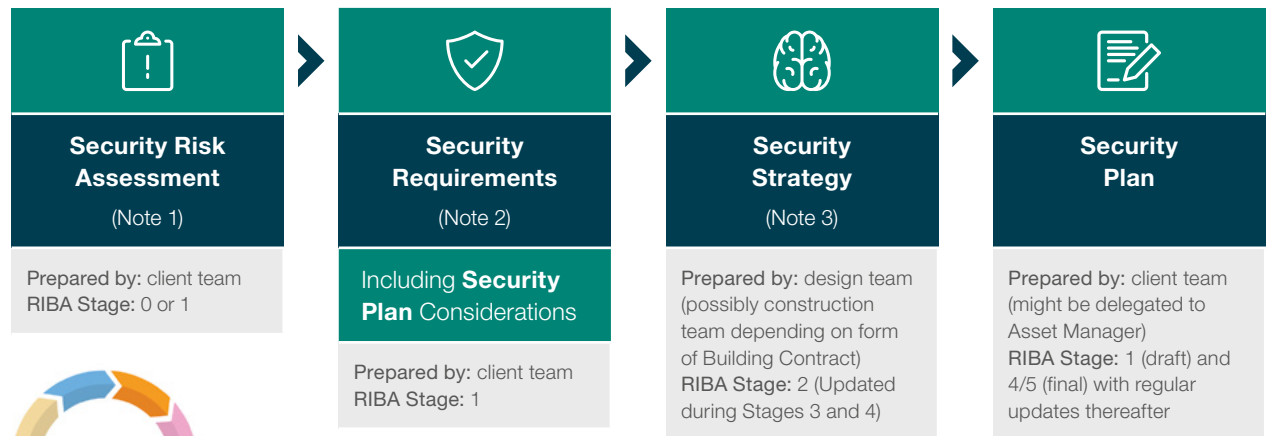 Security Risk
Assessment
(Note 1)
Prepared by: client team
RIBA Stage: 0 or 1
Security
Requirements
(Note 2)
Including Security
Plan Considerations
Prepared by: client team
RIBA Stage: 1
Security
Strategy
(Note 3)
Prepared by: design team
(possibly construction
team depending on form
of Building Contract)
RIBA Stage: 2 (Updated
during Stages 3 and 4)
Security
Plan
Prepared by: client team
(might be delegated to
Asset Manager)
RIBA Stage: 1 (draft) and
4/5 (final) with regular
updates thereafter